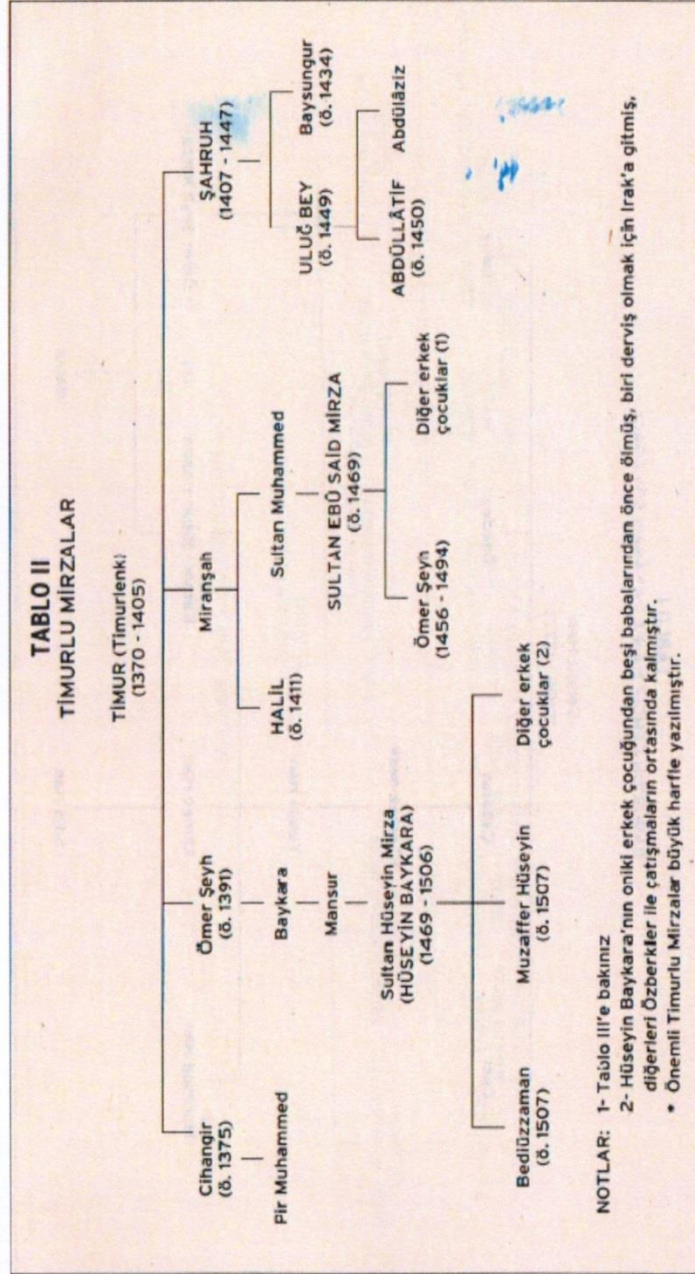 TABLO II
TİMURLU MİRZALAR
TİMUR (Timurlenk)
(1370 - 1405)
Cihangir
(ö. 1375)
Ömer Şeyh
(ö. 1391)
Miranşah
ŞAHRUH
(1407 - 1447)
Pir Muhammed
Baykara
HALİL
(ö. 1411)
Sultan Muhammed
ULUĞ BEY
(ö. 1449)
Baysungur
(ö. 1434)
Mansur
SULTAN EBÛ SAİD MİRZA
(ö. 1469)
ABDÜLLÂTİF
(ö. 1450)
Abdülâziz
Sultan Hüseyin Mirza
(HÜSEYİN BAYKARA)
(1469 - 1506)
Ömer Şeyn
(1456 - 1494)
Diğer erkek
çocuklar (1)
Bediüzzaman
(ö. 1507)
Muzaffer Hüseyin
(ö. 1507)
Diğer erkek
çocuklar (2)
NOTLAR: 1- Tablo III'e bakınız
2- Hüseyin Baykara'nın oniki erkek çocuğundan beşi babalarından önce ölmüş, biri derviş olmak için Irak'a gitmiş,
diğerleri Özberkler ile çatışmaların ortasında kalmıştır.
* Önemli Timurlu Mirzalar büyük harfle yazılmıştır.